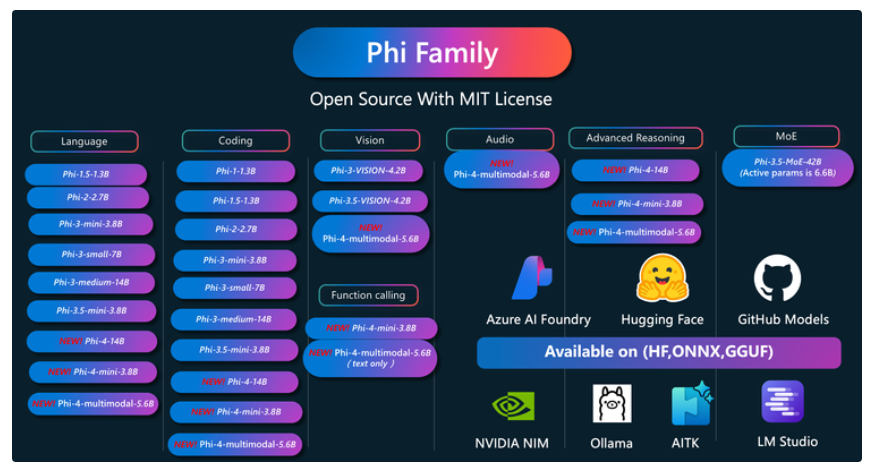 Phi Family
Open Source With MIT License
Language
Phi-1.5-1.3B
Phi-2-2.7B
Phi-3-mini-3.8B
Phi-3-small-7B
Phi-3-medium-14B
Phi-3.5-mini-3.8B
NEW! Phi-4-14B
NEW! Phi-4-mini-3.8B
NEW! Phi-4-multimodal-5.6B
Coding
Phi-1-1.3B
Phi-1.5-1.3B
Phi-2-2.7B
Phi-3-mini-3.8B
Phi-3-small-7B
Phi-3-medium-14B
Phi-3.5-mini-3.8B
NEW! Phi-4-14B
NEW! Phi-4-mini-3.8B
NEW! Phi-4-multimodal-5.6B
Vision
Phi-3-VISION-4.2B
Phi-3.5-VISION-4.2B
NEW!
Phi-4-multimodal-5.6B
Function calling
NEW! Phi-4-mini-3.8B
NEW! Phi-4-multimodal-5.6B
( text only )
Audio
NEW!
Phi-4-multimodal-5.6B
Advanced Reasoning
NEW! Phi-4-14B
NEW! Phi-4-mini-3.8B
NEW! Phi-4-multimodal-5.6B
MoE
Phi-3.5-MoE-42B
(Active params is 6.6B)
Azure AI Foundry
Hugging Face
GitHub Models
Available on (HF,ONNX,GGUF)
NVIDIA NIM
Ollama
AITK
LM Studio